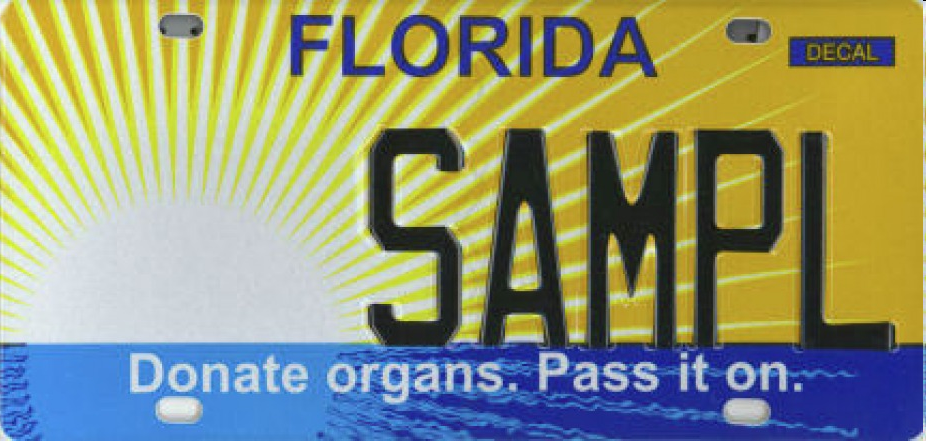 FLORIDA
DECAL
SAMPL
Donate organs. Pass it on.